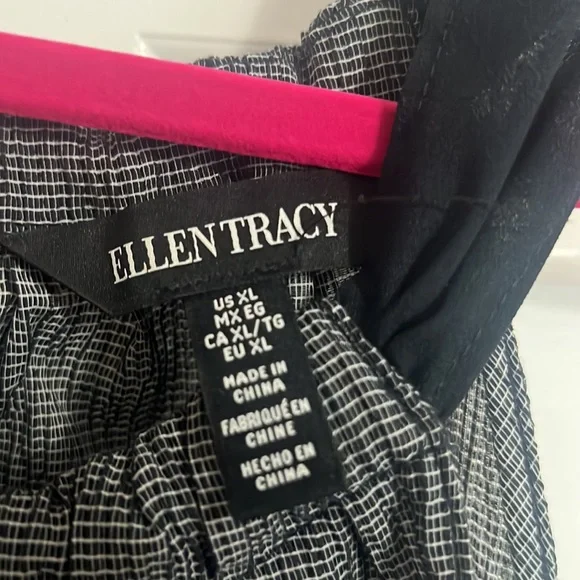 ELLEN TRACY
US XL
MX EG
CA XL/TG
EU XL
MADE IN
CHINA
FABRIQUÉ EN
CHINE
HECHO EN
CHINA